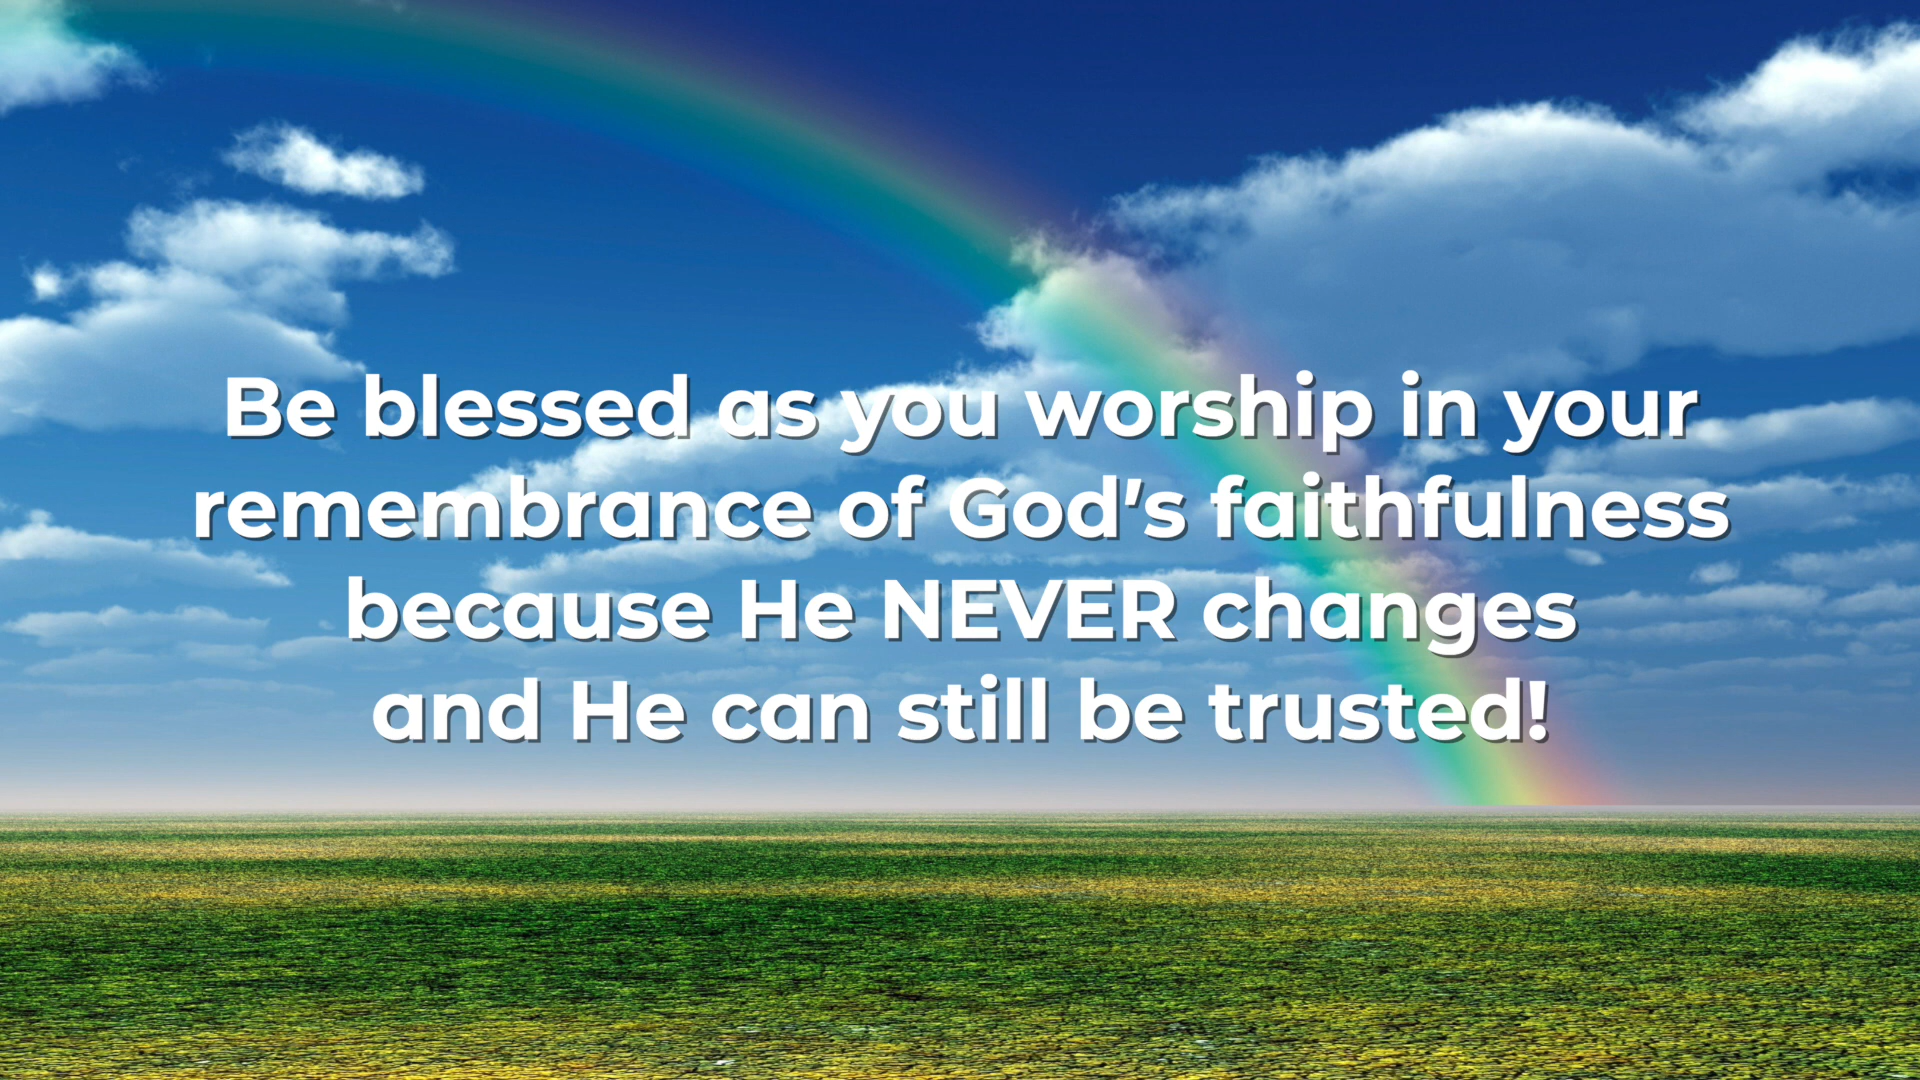 Be blessed as you worship in your
remembrance of God's faithfulness
because He NEVER changes
and He can still be trusted!